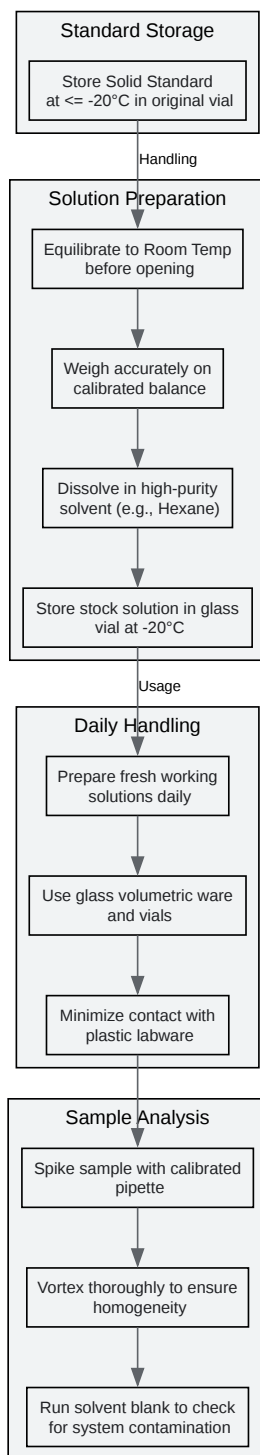 Standard Storage
Store Solid Standard
at <= -20°C in original vial
Handling
Solution Preparation
Equilibrate to Room Temp
before opening
Weigh accurately on
calibrated balance
Dissolve in high-purity
solvent (e.g., Hexane)
Store stock solution in glass
vial at -20°C
Usage
Daily Handling
Prepare fresh working
solutions daily
Use glass volumetric ware
and vials
Minimize contact with
plastic labware
Sample Analysis
Spike sample with calibrated
pipette
Vortex thoroughly to ensure
homogeneity
Run solvent blank to check
for system contamination